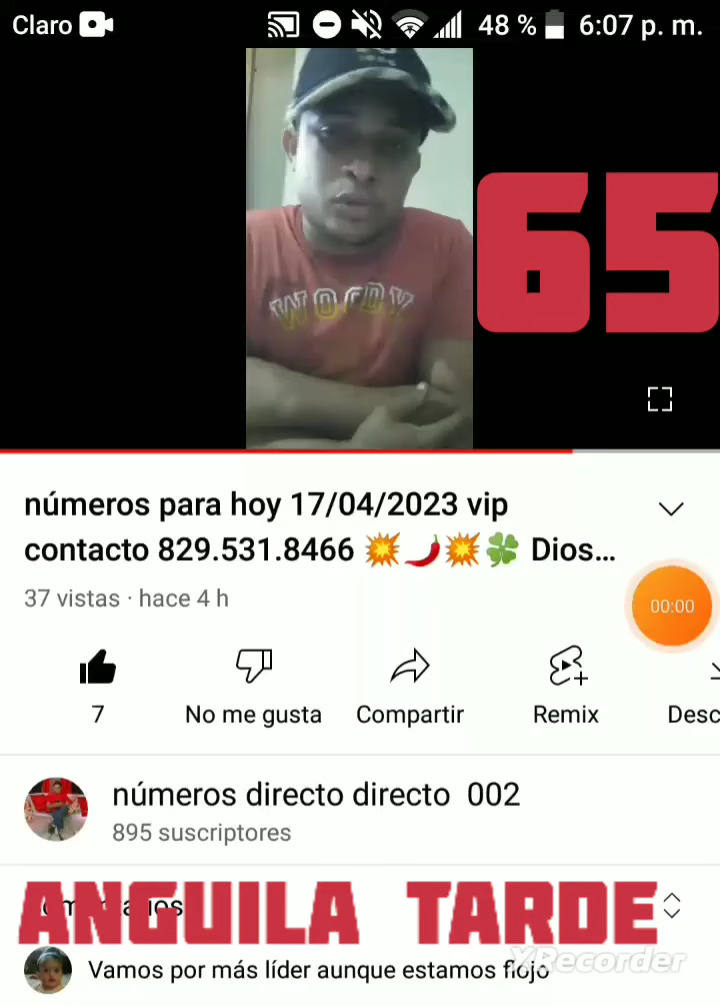 Claro 48 % 6:07 p. m.
WOODY
65
números para hoy 17/04/2023 vip
contacto 829.531.8466 💥🌶️💥🍀 Dios...
37 vistas · hace 4 h
00:00
7 No me gusta Compartir Remix Desc
números directo directo 002
895 suscriptores
ANGUILA TARDE
Vamos por más líder aunque estamos flojo
XRecorder